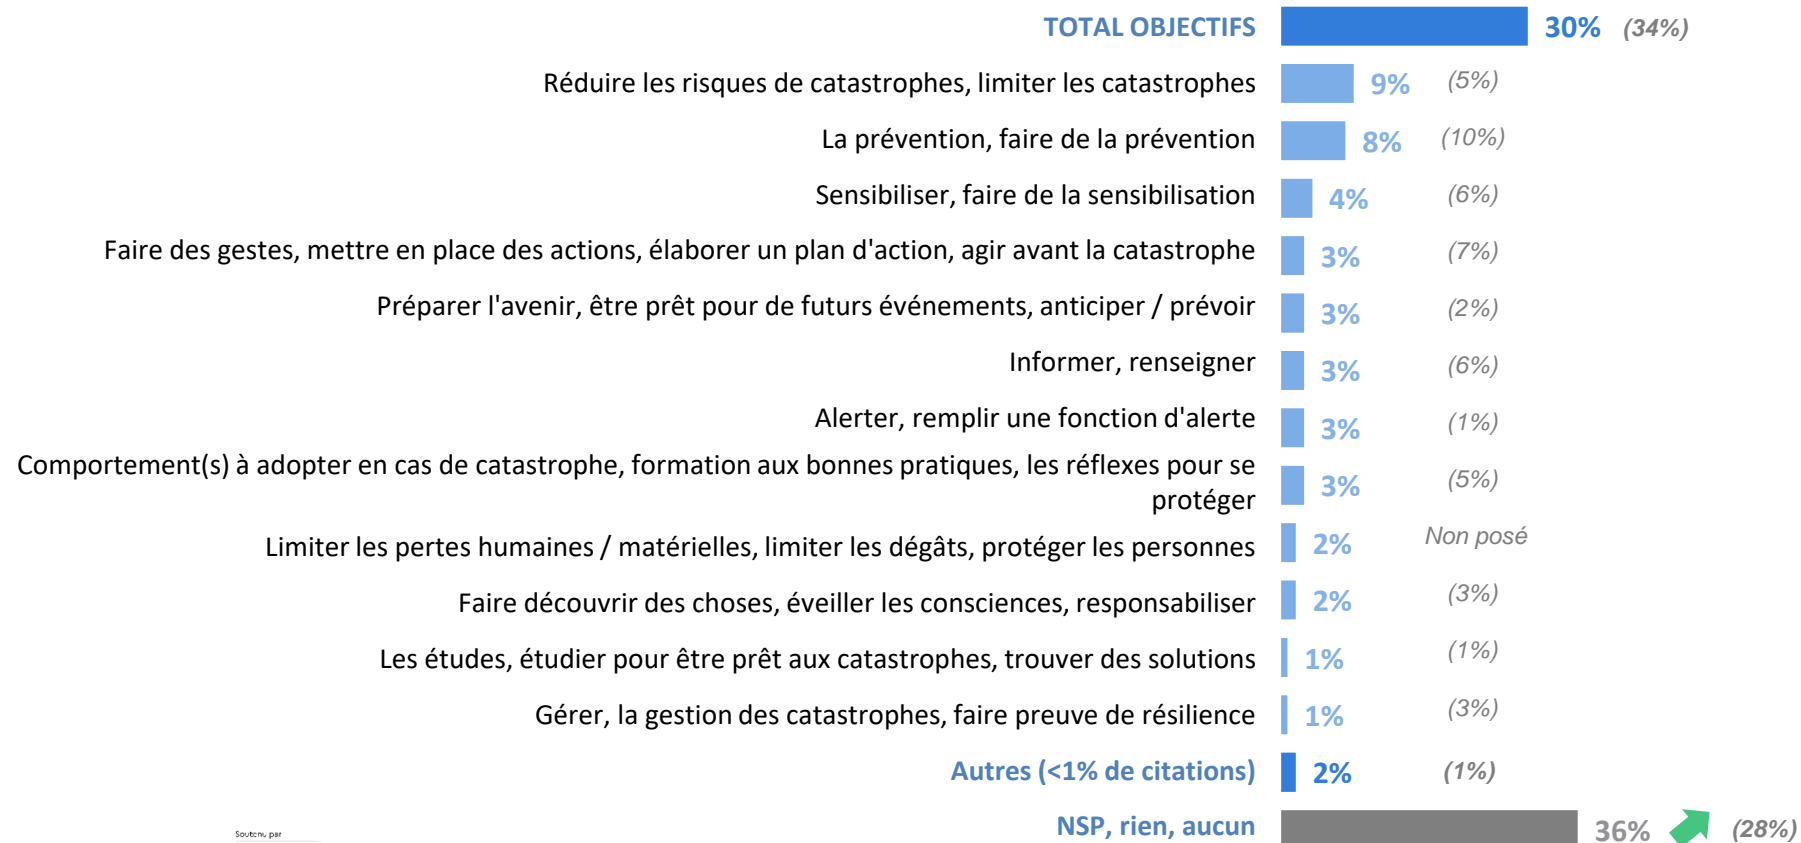 TOTAL OBJECTIFS 30% (34%)
Réduire les risques de catastrophes, limiter les catastrophes 9% (5%)
La prévention, faire de la prévention 8% (10%)
Sensibiliser, faire de la sensibilisation 4% (6%)
Faire des gestes, mettre en place des actions, élaborer un plan d'action, agir avant la catastrophe 3% (7%)
Préparer l'avenir, être prêt pour de futurs événements, anticiper / prévoir 3% (2%)
Informer, renseigner 3% (6%)
Alerter, remplir une fonction d'alerte 3% (1%)
Comportement(s) à adopter en cas de catastrophe, formation aux bonnes pratiques, les réflexes pour se
protéger 3% (5%)
Limiter les pertes humaines / matérielles, limiter les dégâts, protéger les personnes 2% Non posé
Faire découvrir des choses, éveiller les consciences, responsabiliser 2% (3%)
Les études, étudier pour être prêt aux catastrophes, trouver des solutions 1% (1%)
Gérer, la gestion des catastrophes, faire preuve de résilience 1% (3%)
Autres (<1% de citations) 2% (1%)
NSP, rien, aucun 36% (28%)
Soutenu par